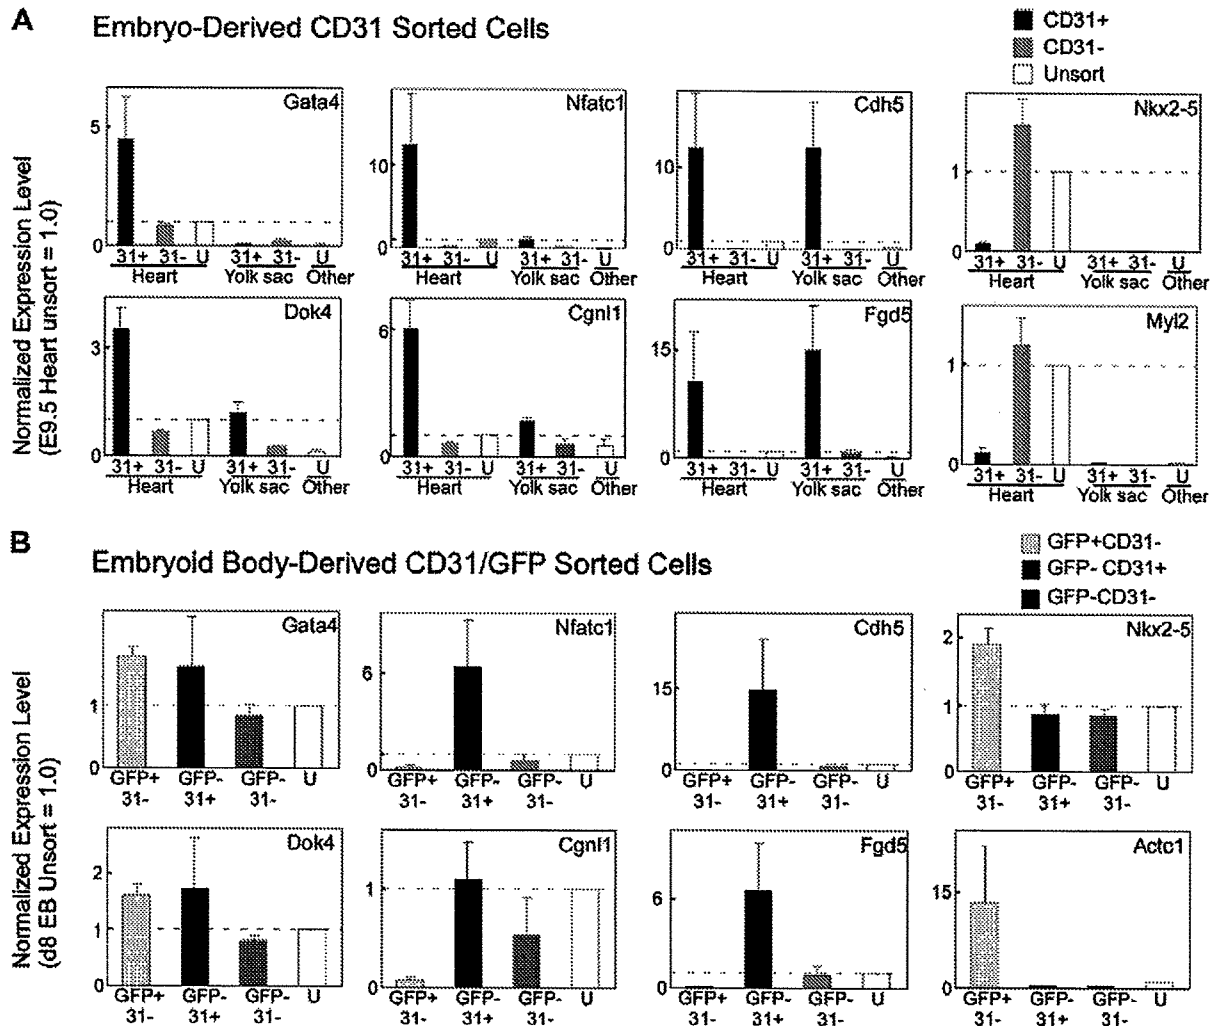 A
Embryo-Derived CD31 Sorted Cells
CD31+
CD31-
Unsort
Normalized Expression Level
(E9.5 Heart unsort = 1.0)
Gata4
5
0
31+ 31- U 31+ 31- U
Heart Yolk sac Other
Nfatc1
10
0
31+ 31- U 31+ 31- U
Heart Yolk sac Other
Cdh5
10
0
31+ 31- U 31+ 31- U
Heart Yolk sac Other
Nkx2-5
1
0
31+ 31- U 31+ 31- U
Heart Yolk sac Other
Dok4
3
0
31+ 31- U 31+ 31- U
Heart Yolk sac Other
Cgnl1
6
0
31+ 31- U 31+ 31- U
Heart Yolk sac Other
Fgd5
15
0
31+ 31- U 31+ 31- U
Heart Yolk sac Other
Myl2
1
0
31+ 31- U 31+ 31- U
Heart Yolk sac Other
B
Embryoid Body-Derived CD31/GFP Sorted Cells
GFP+CD31-
GFP- CD31+
GFP-CD31-
Normalized Expression Level
(d8 EB Unsort = 1.0)
Gata4
1
0
GFP+ GFP- GFP- U
31- 31+ 31-
Nfatc1
6
0
GFP+ GFP- GFP- U
31- 31+ 31-
Cdh5
15
0
GFP+ GFP- GFP- U
31- 31+ 31-
Nkx2-5
2
1
0
GFP+ GFP- GFP- U
31- 31+ 31-
Dok4
2
1
0
GFP+ GFP- GFP- U
31- 31+ 31-
Cgnl1
1
0
GFP+ GFP- GFP- U
31- 31+ 31-
Fgd5
6
0
GFP+ GFP- GFP- U
31- 31+ 31-
Actc1
15
0
GFP+ GFP- GFP- U
31- 31+ 31-